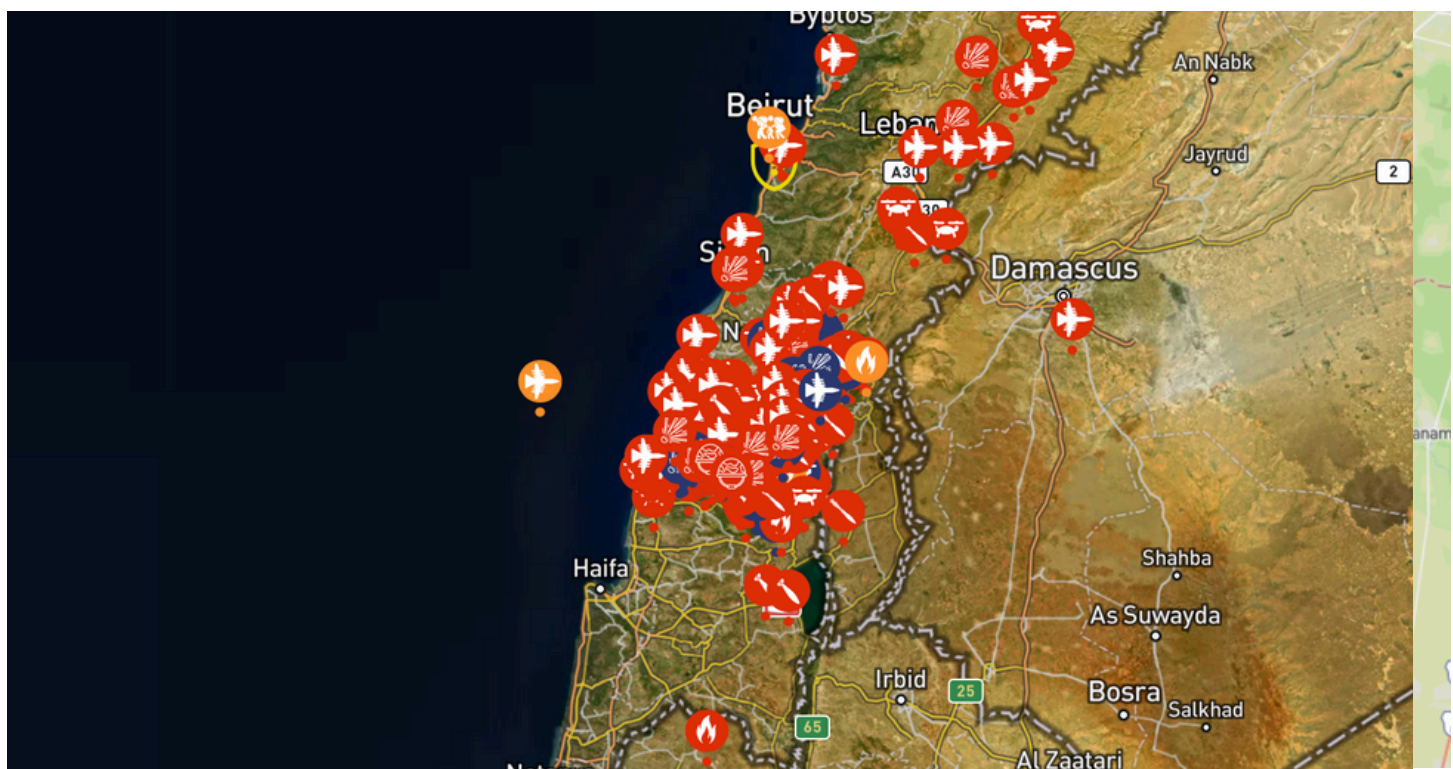 Byblos
An Nabk
Beirut
Leban
Jayrud
A30
2
30
Damascus
Haifa
Shahba
As Suwayda
Irbid
25
Bosra
Salkhad
65
Al Zaatari
anam